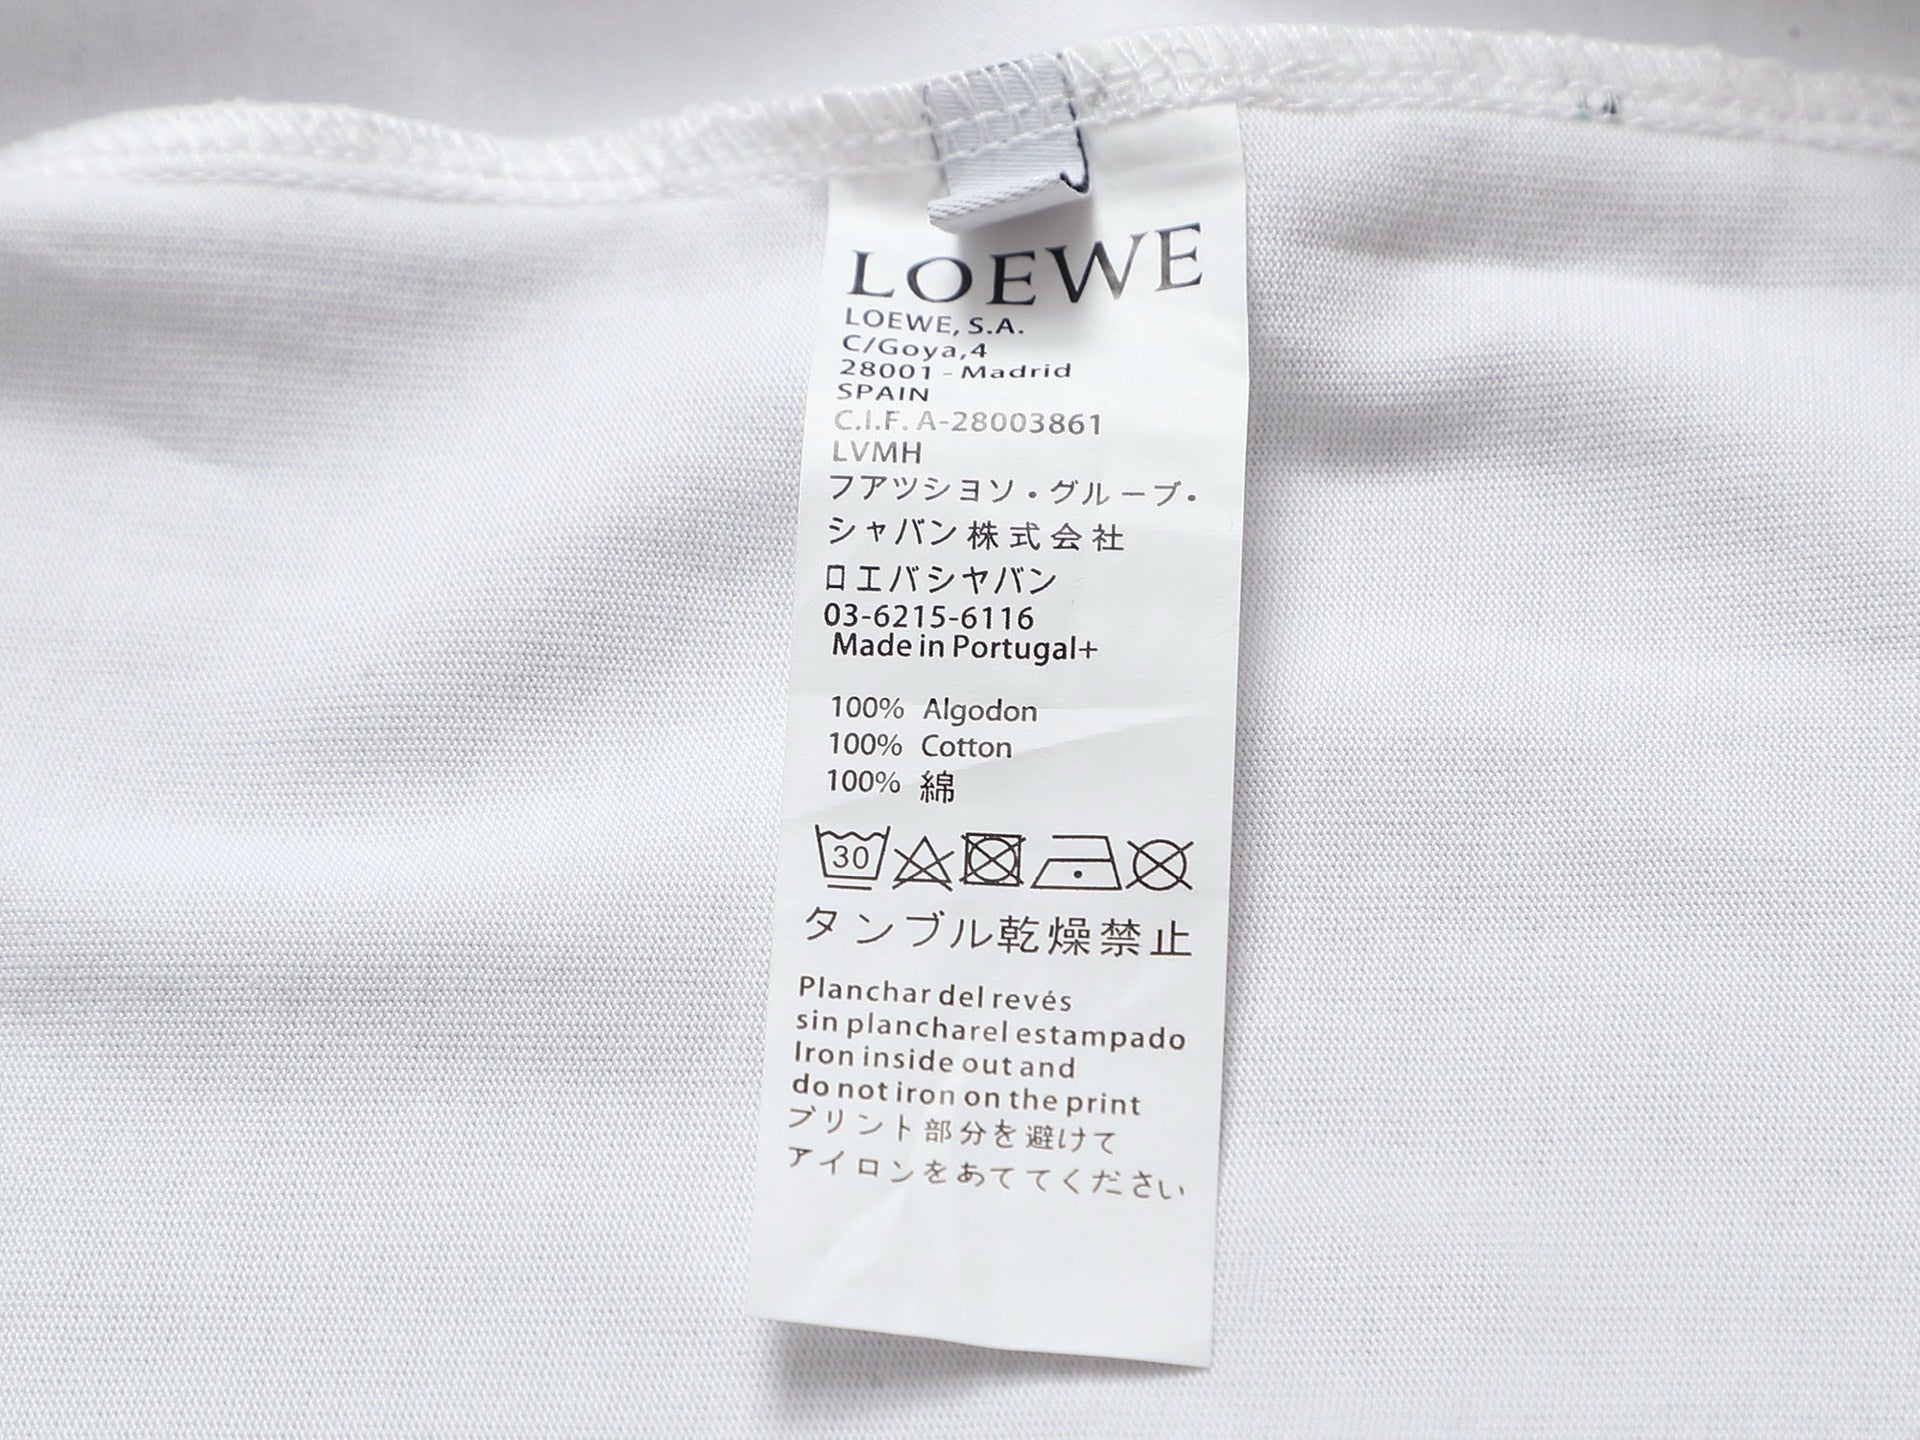 LOEWE
LOEWE, S.A.
C/Goya,4
28001 - Madrid
SPAIN
C.I.F. A-28003861
LVMH
フアツシヨソ・グループ・
シャバン株式会社
ロエバシヤバン
03-6215-6116
Made in Portugal+
100% Algodon
100% Cotton
100% 綿
30
タンブル乾燥禁止
Planchar del revés
sin plancharel estampado
Iron inside out and
do not iron on the print
プリント部分を避けて
アイロンをあててください